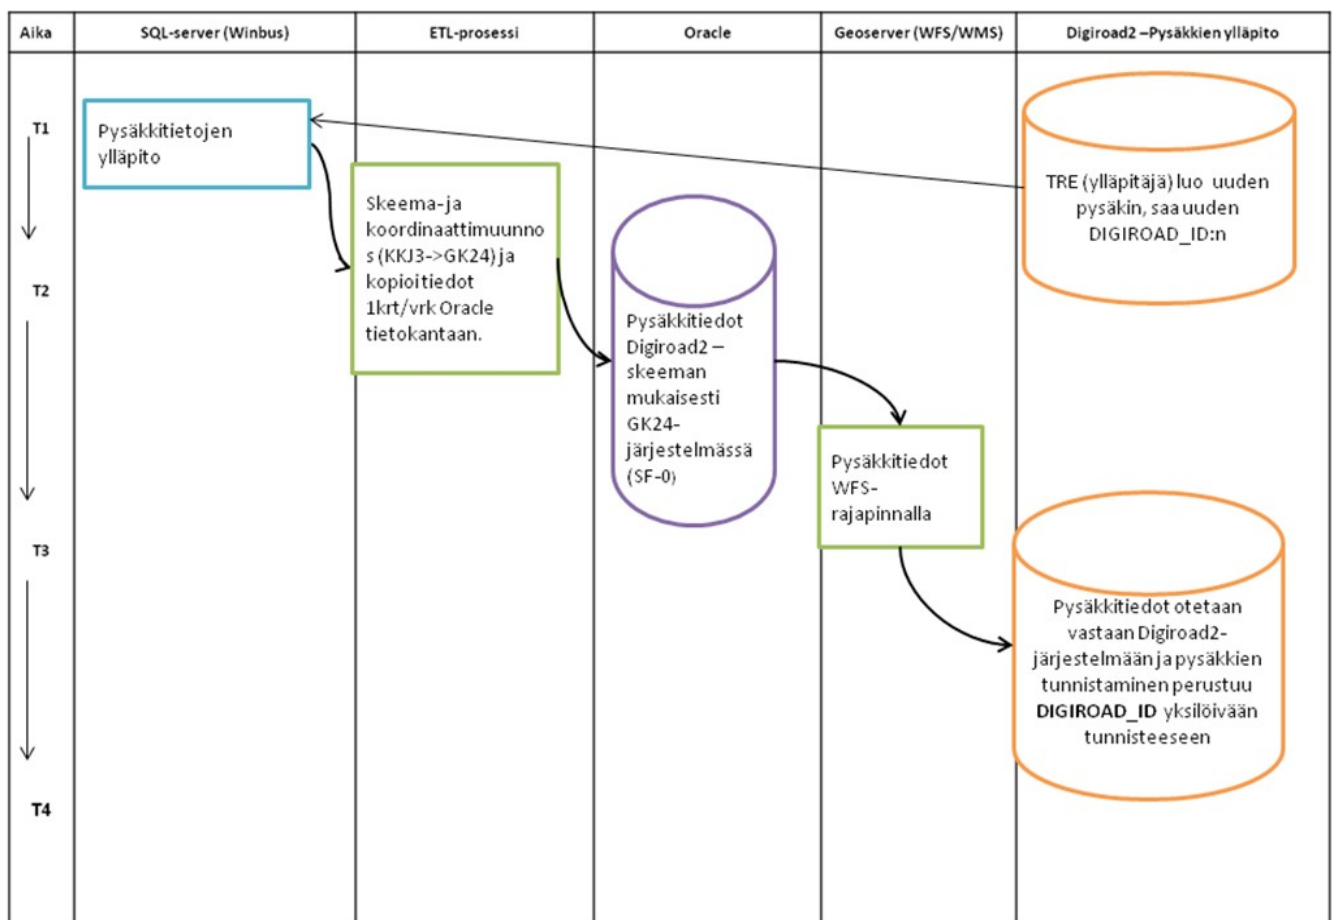 Aika
SQL-server (Winbus)
ETL-prosessi
Oracle
Geoserver (WFS/WMS)
Digiroad2 –Pysäkkien ylläpito
T1
Pysäkkitietojen
ylläpito
TRE (ylläpitäjä) luo uuden
pysäkin, saa uuden
DIGIROAD_ID:n
Skeema- ja
koordinaattimuunno
s (KKJ3->GK24) ja
kopioi tiedot
1krt/vrk Oracle
tietokantaan.
T2
Pysäkkitiedot
Digiroad2 –
skeeman
mukaisesti
GK24-
järjestelmässä
(SF-0)
Pysäkkitiedot
WFS-
rajapinnalla
T3
Pysäkkitiedot otetaan
vastaan Digiroad2-
järjestelmään ja pysäkkien
tunnistaminen perustuu
DIGIROAD_ID yksilöivään
tunnisteeseen
T4